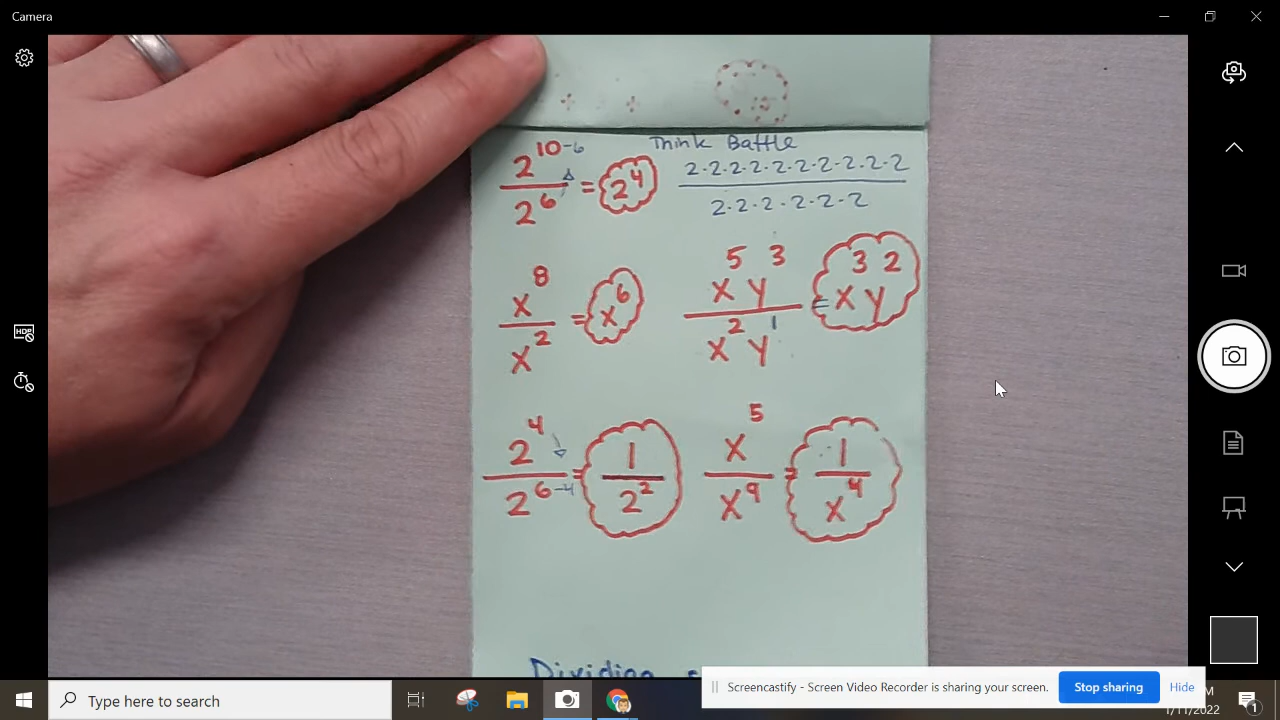 Camera
Think Battle
2^10-6 / 2^6 = 2^4
2·2·2·2·2·2·2·2·2·2 / 2·2·2·2·2·2
x^8 / x^2 = x^6
x^5 y^3 / x^2 y^1 = x^3 y^2
2^4 / 2^6-4 = 1 / 2^2
x^5 / x^9 = 1 / x^4
Dividing
Screencastify - Screen Video Recorder is sharing your screen.
Stop sharing
Hide
Type here to search
M
1/11/2022
1
HDR